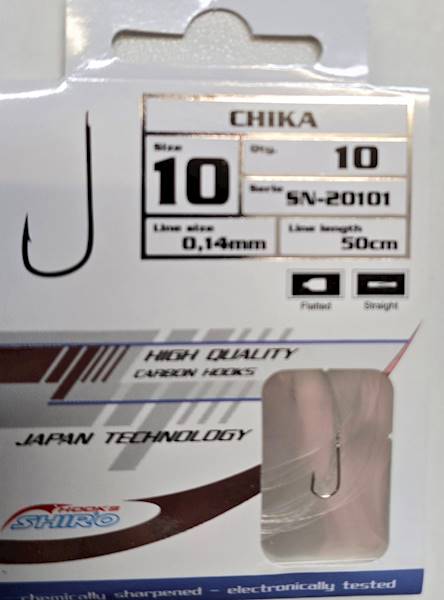 CHIKA
Size
10
Qty.
10
Serie SN-20101
Line size
0,14mm
Line length
50cm
Flatted
Straight
HIGH QUALITY
CARBON HOOKS
JAPAN TECHNOLOGY
HOOKS
SHIRO
chemically sharpened - electronically tested